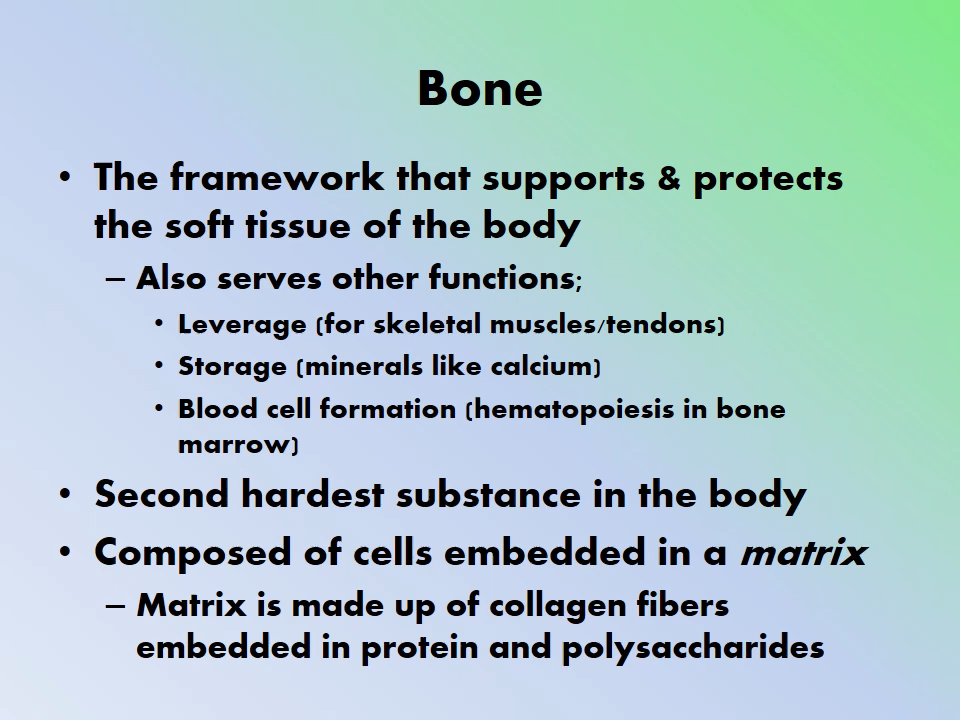 Bone
• The framework that supports & protects
the soft tissue of the body
– Also serves other functions;
• Leverage (for skeletal muscles/tendons)
• Storage (minerals like calcium)
• Blood cell formation (hematopoiesis in bone
marrow)
• Second hardest substance in the body
• Composed of cells embedded in a matrix
– Matrix is made up of collagen fibers
embedded in protein and polysaccharides